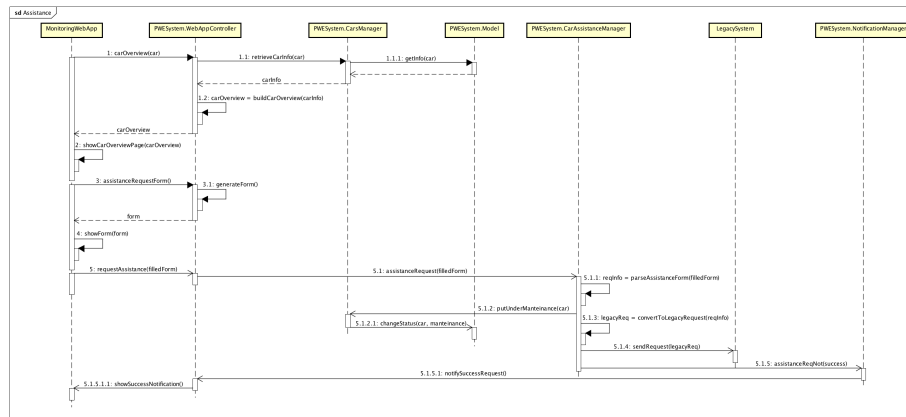 sd Assistance
MonitoringWebApp
PWESystem.WebAppController
PWESystem.CarsManager
PWESystem.Model
PWESystem.CarAssistanceManager
LegacySystem
PWESystem.NotificationManager
1: carOverview(car)
1.1: retrieveCarInfo(car)
1.1.1: getInfo(car)
carInfo
1.2: carOverview = buildCarOverview(carInfo)
carOverview
2: showCarOverviewPage(carOverview)
3: assistanceRequestForm()
3.1: generateForm()
form
4: showForm(form)
5: requestAssistance(filledForm)
5.1: assistanceRequest(filledForm)
5.1.1: reqInfo = parseAssistanceForm(filledForm)
5.1.2: putUnderManteinance(car)
5.1.3: legacyReq = convertToLegacyRequest(reqInfo)
5.1.2.1: changeStatus(car, manteinance)
5.1.4: sendRequest(legacyReq)
5.1.5: assistanceReqNot(success)
5.1.5.1: notifySuccessRequest()
5.1.5.1.1: showSuccessNotification()